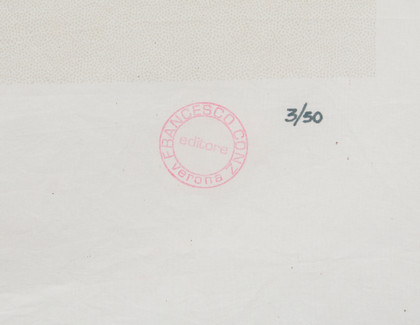 FRANCESCO CONZ
editore
verona
3/50